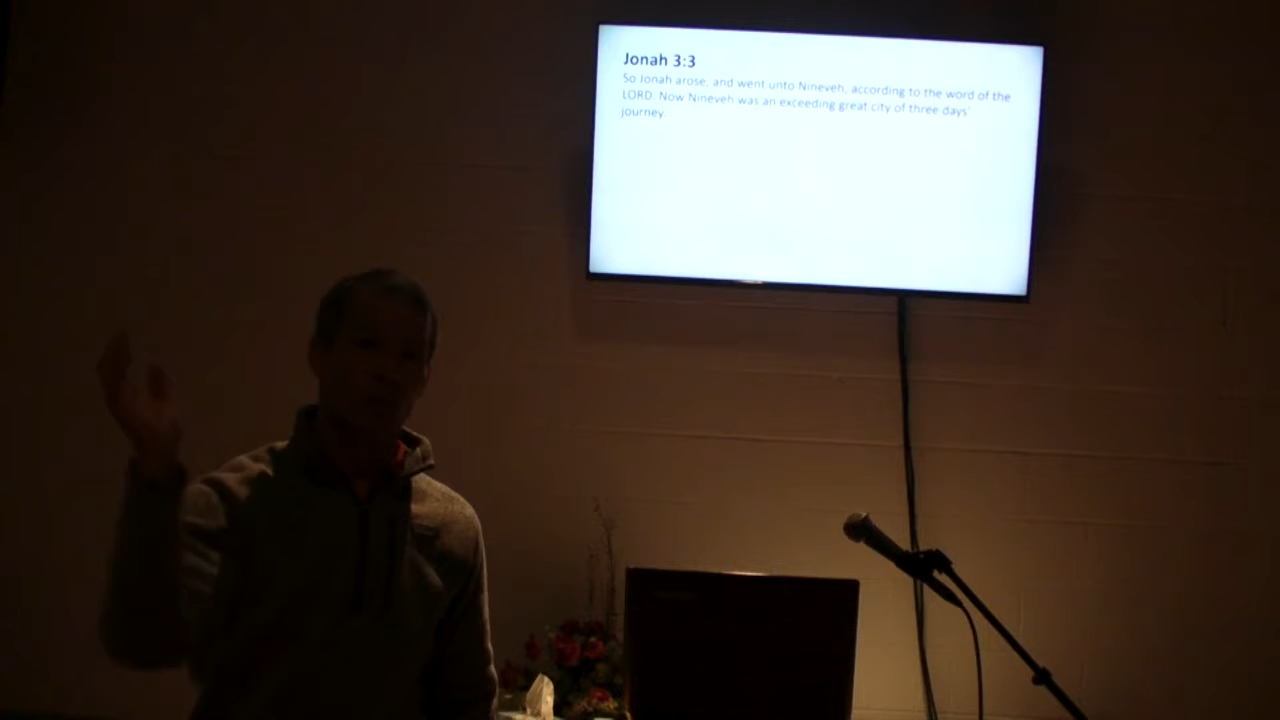 Jonah 3:3
So Jonah arose, and went unto Nineveh, according to the word of the
LORD. Now Nineveh was an exceeding great city of three days'
journey.